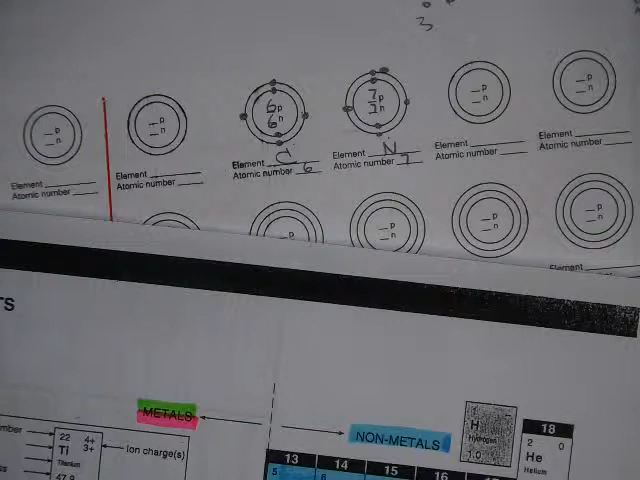 3
_p _n
_p _n
6p 6n
7p 7n
_p _n
_p _n
Element
Atomic number
Element
Atomic number
Element C
Atomic number 6
Element N
Atomic number 7
Element
Atomic number
Element
Atomic number
_p
_p _n
_p _n
_p _n
Element
TS
METALS
NON-METALS
1
H
Hydrogen
1.0
18
2 0
He
Helium
mber
22 4+
Ti 3+
Titanium
47.9
Ion charge(s)
13
14
15
16
5
6